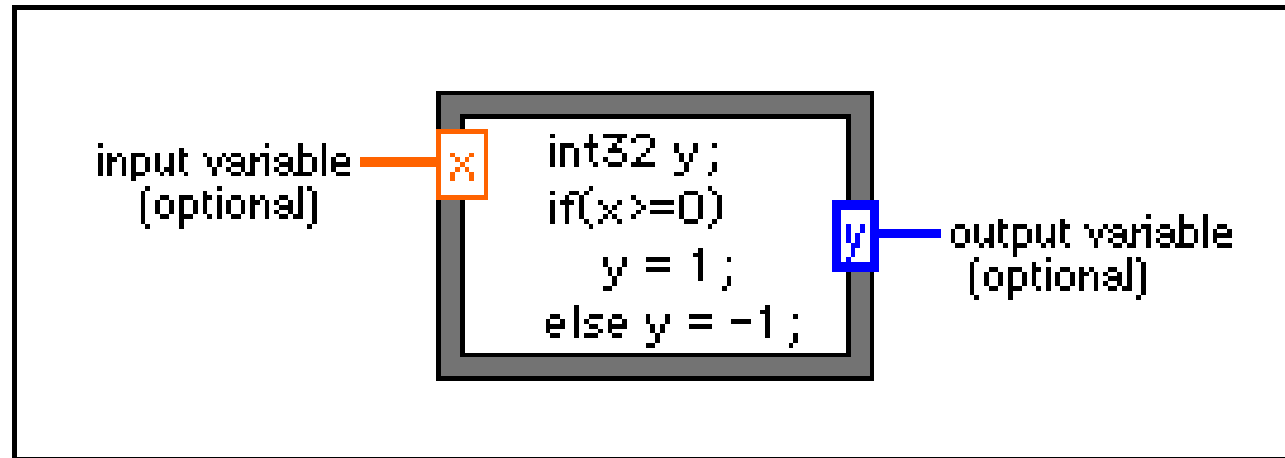 input variable
(optional)
x
int32 y;
if(x>=0)
y = 1;
else y = -1;
y
output variable
(optional)